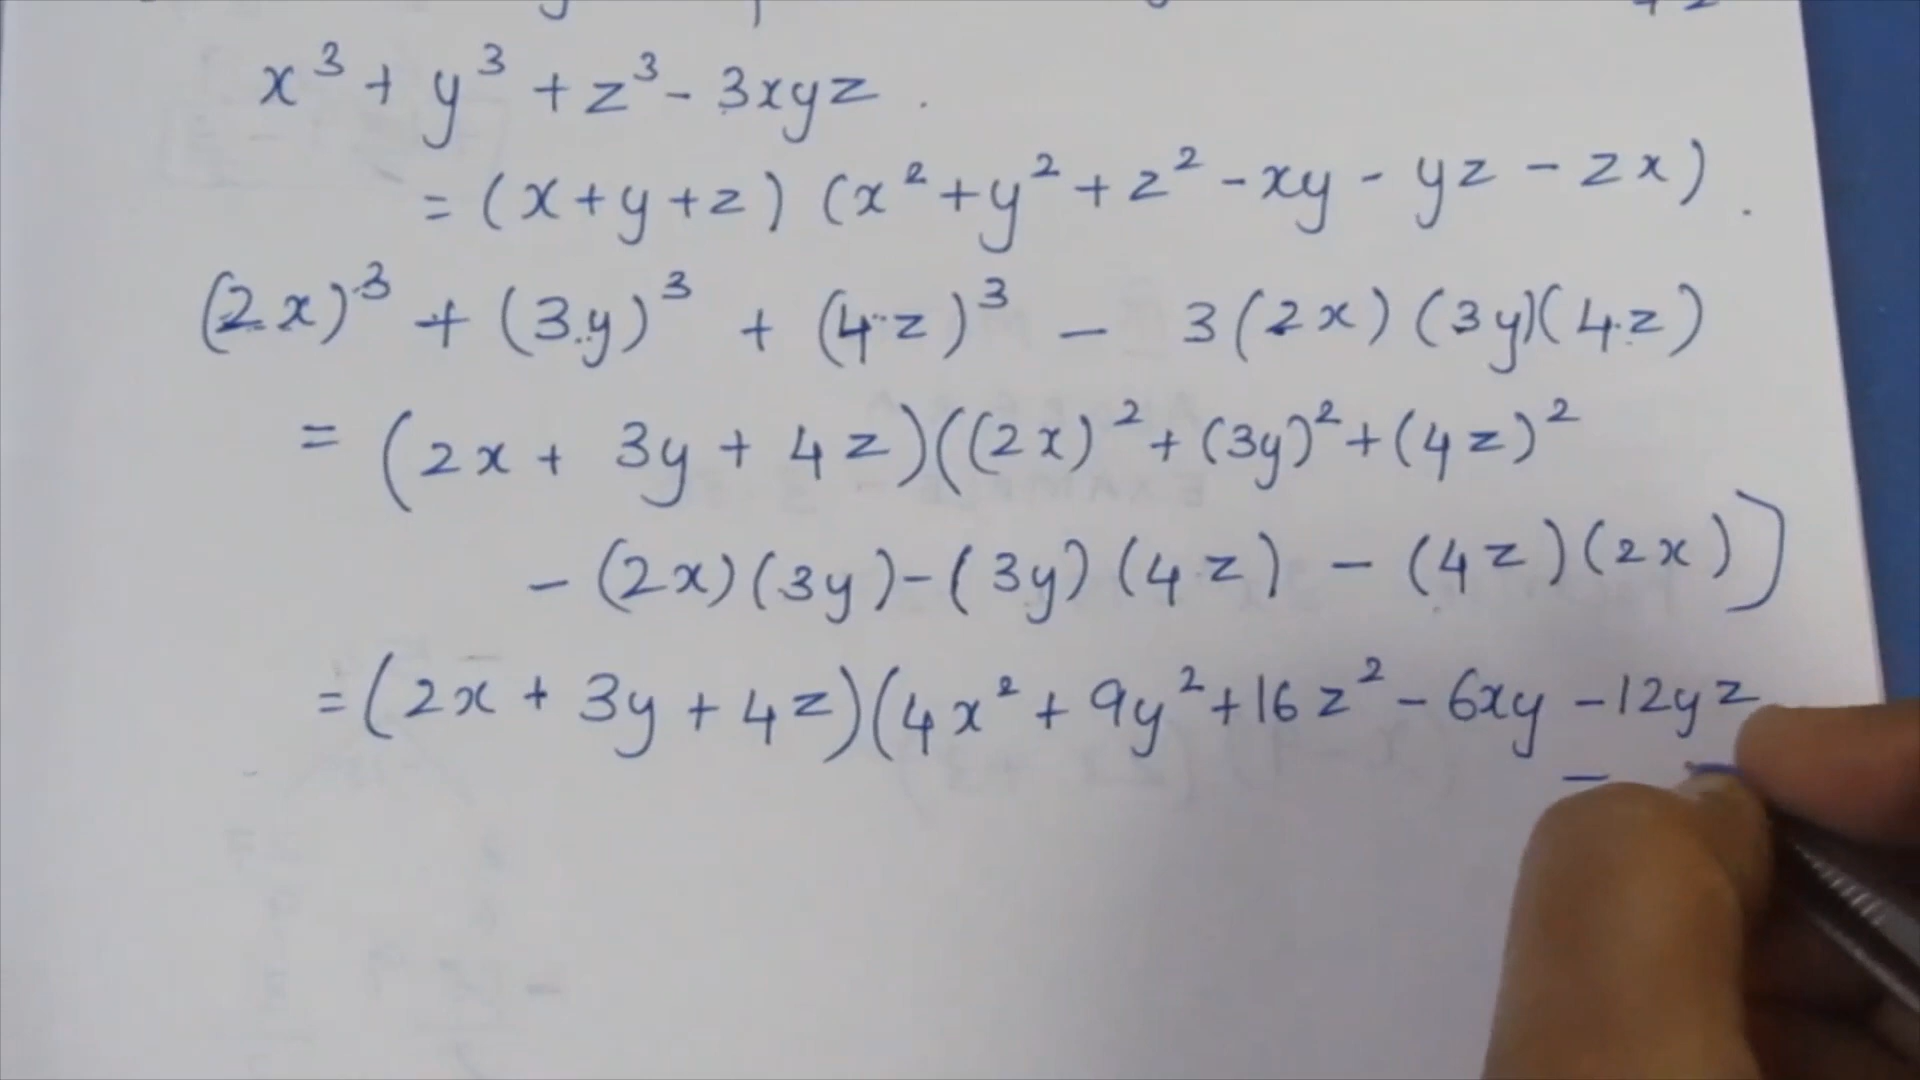 x³ + y³ + z³ - 3xyz .
= (x+y+z) (x² + y² + z² - xy - yz - zx) .
(2x)³ + (3y)³ + (4z)³ - 3(2x)(3y)(4z)
= (2x + 3y + 4z)((2x)² + (3y)² + (4z)²
- (2x)(3y) - (3y)(4z) - (4z)(2x)]
= (2x + 3y + 4z)(4x² + 9y² + 16z² - 6xy - 12yz
-